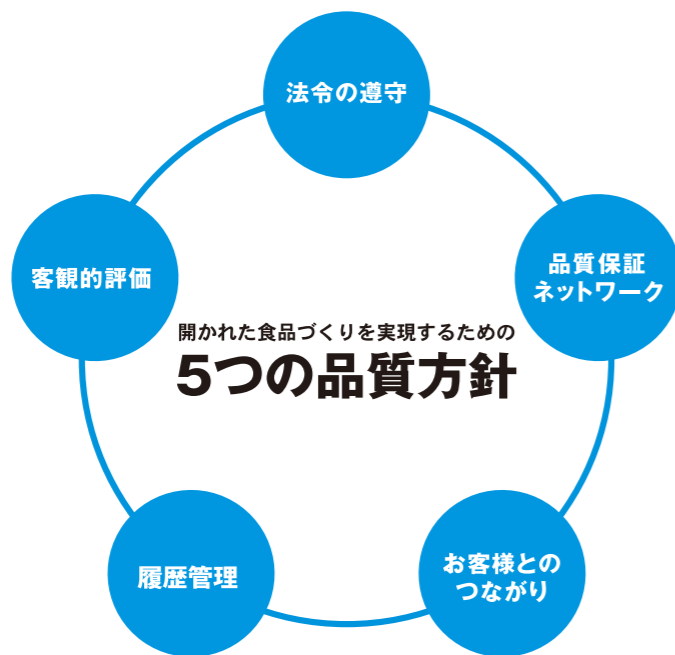 法令の遵守
品質保証
ネットワーク
客観的評価
開かれた食品づくりを実現するための
5つの品質方針
お客様との
つながり
履歴管理